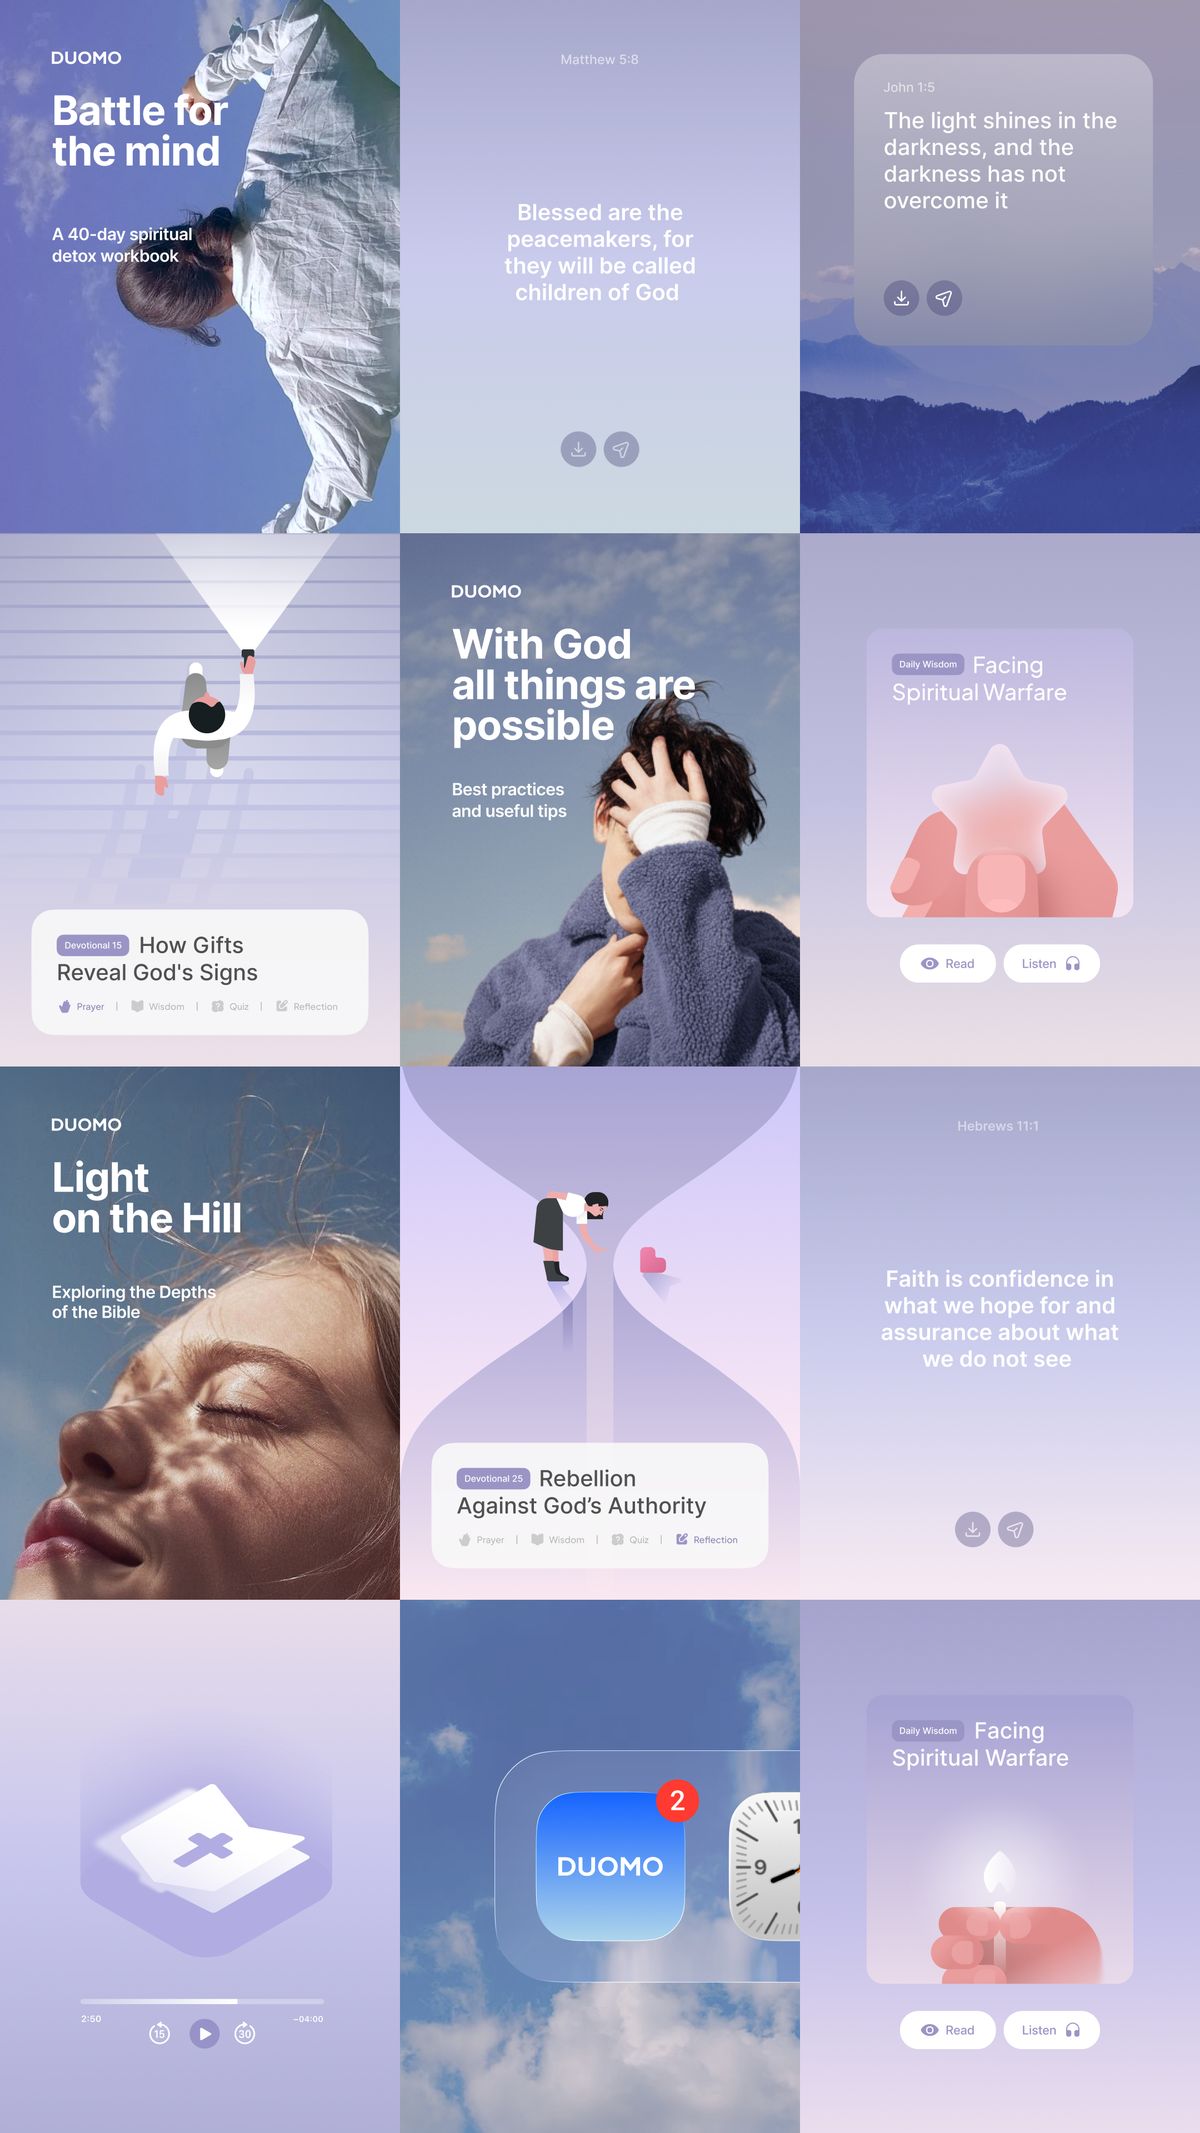 DUOMO
Battle for
the mind
A 40-day spiritual
detox workbook
Matthew 5:8
Blessed are the
peacemakers, for
they will be called
children of God
John 1:5
The light shines in the
darkness, and the
darkness has not
overcome it
Devotional 15 How Gifts
Reveal God's Signs
Prayer | Wisdom | Quiz | Reflection
DUOMO
With God
all things are
possible
Best practices
and useful tips
Daily Wisdom Facing
Spiritual Warfare
Read Listen
DUOMO
Light
on the Hill
Exploring the Depths
of the Bible
Devotional 25 Rebellion
Against God’s Authority
Prayer | Wisdom | Quiz | Reflection
Hebrews 11:1
Faith is confidence in
what we hope for and
assurance about what
we do not see
2:50 −04:00
15 30
DUOMO
2
9
Daily Wisdom Facing
Spiritual Warfare
Read Listen